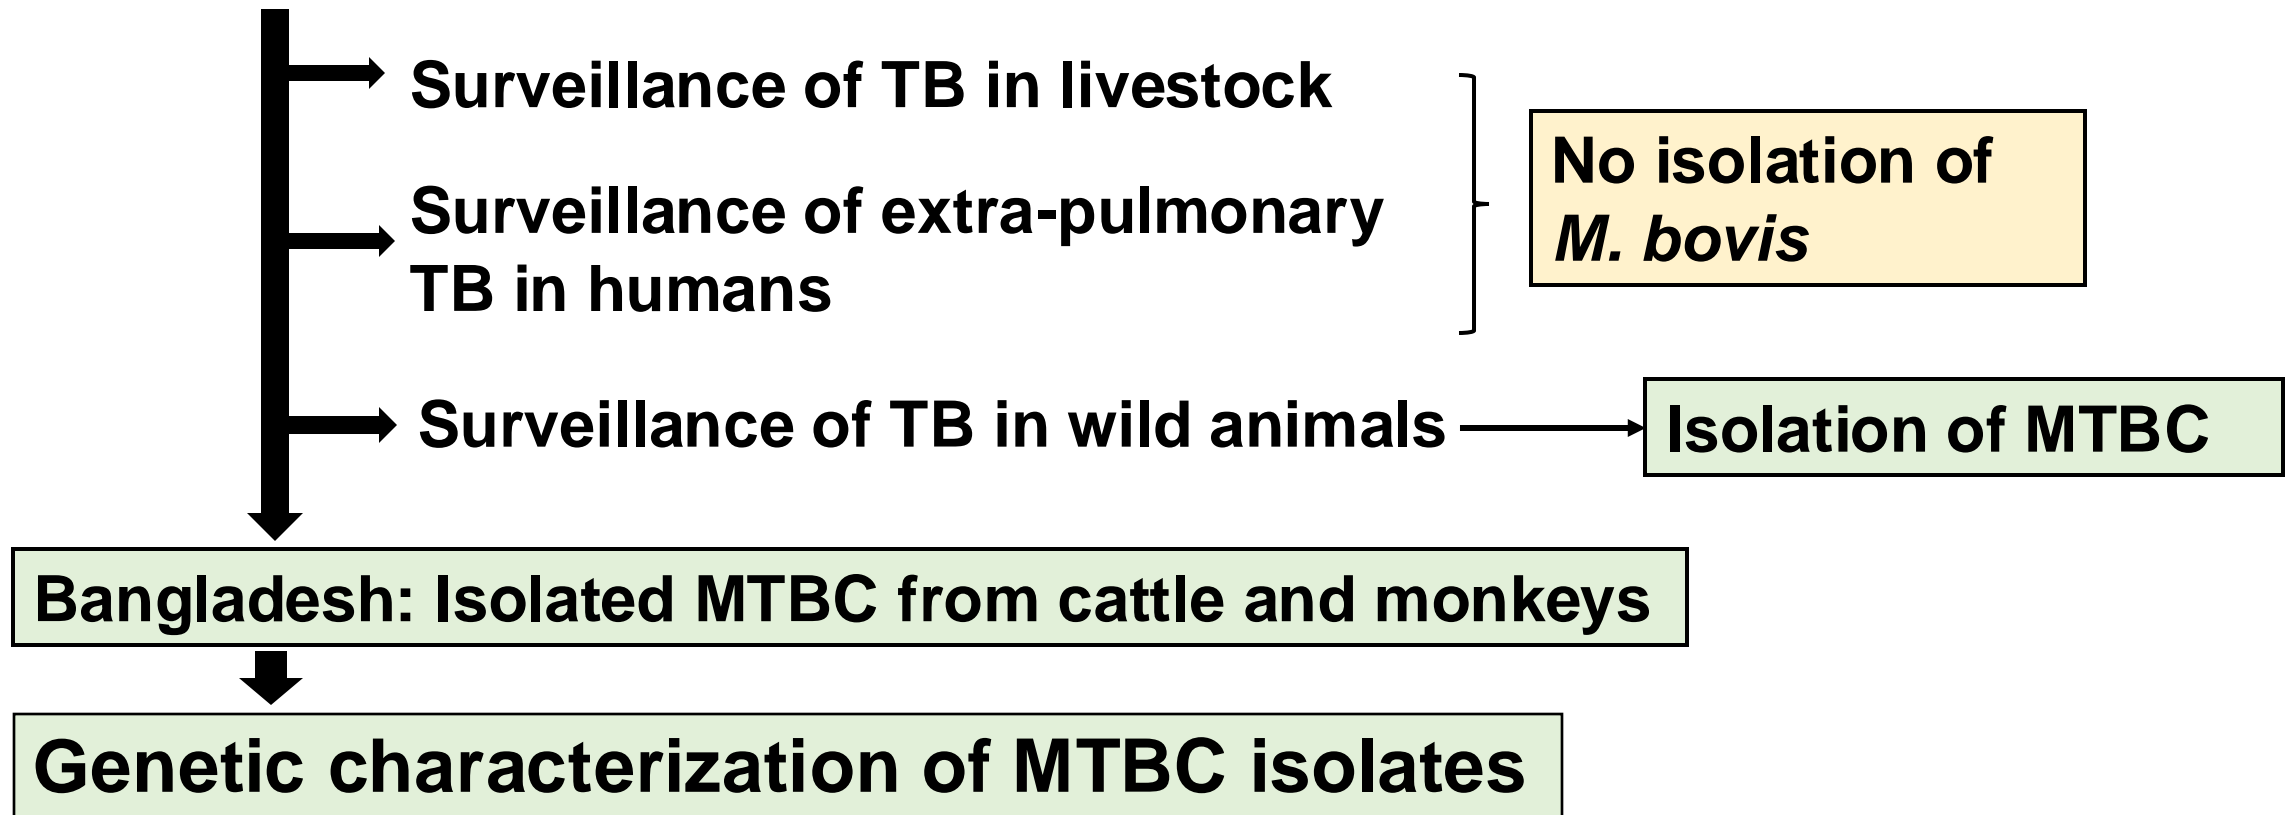 Surveillance of TB in livestock
No isolation of
M. bovis
Surveillance of extra-pulmonary
TB in humans
Surveillance of TB in wild animals
Isolation of MTBC
Bangladesh: Isolated MTBC from cattle and monkeys
Genetic characterization of MTBC isolates